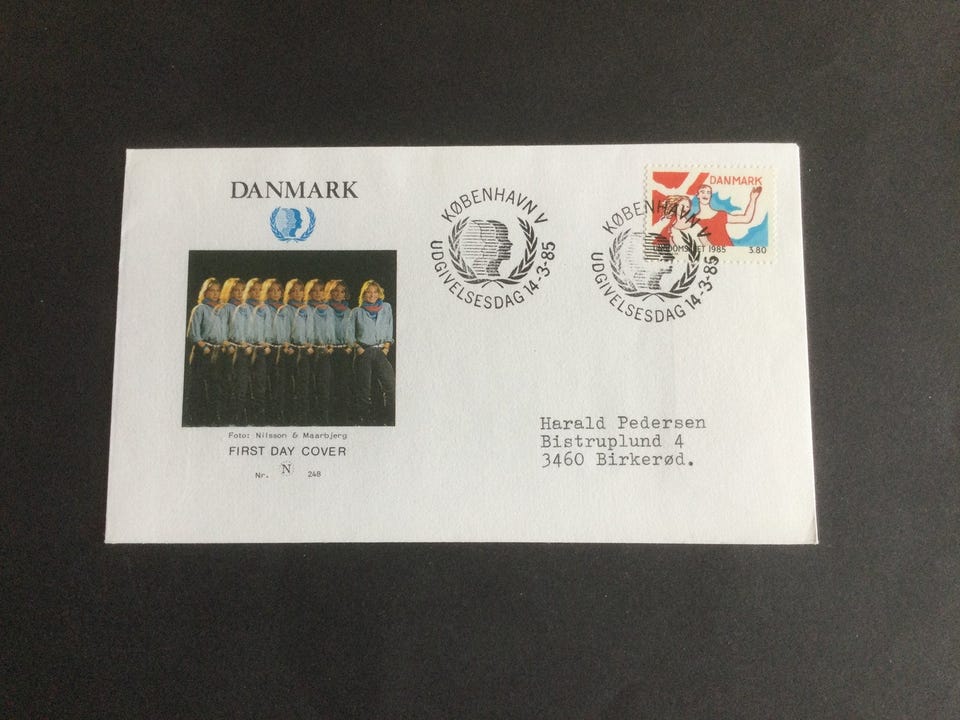 DANMARK
Foto: Nilsson & Maarbjerg
FIRST DAY COVER
Nr. N 248
KØBENHAVN V
UDGIVELSESDAG 14-3-85
KØBENHAVN V
UDGIVELSESDAG 14-3-85
DANMARK
1985 3.80
Harald Pedersen
Bistruplund 4
3460 Birkerød.